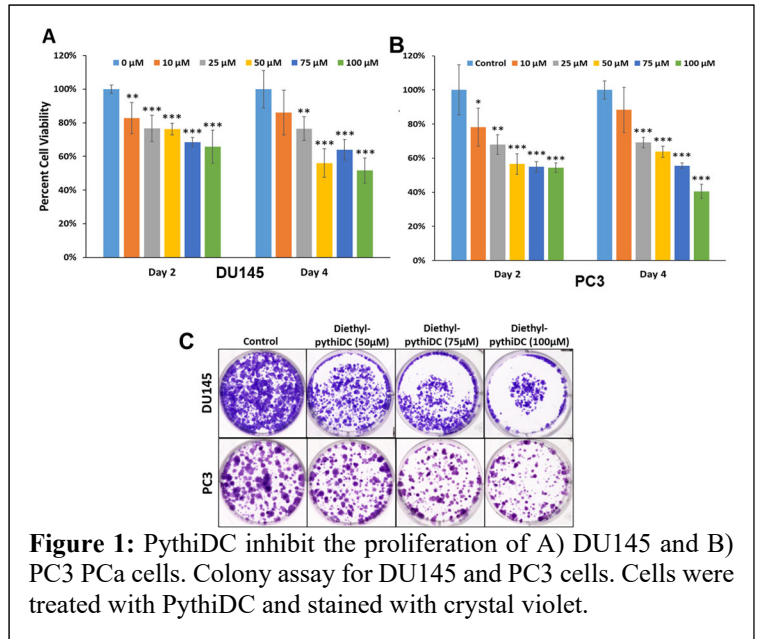 A
B
0 µM 10 µM 25 µM 50 µM 75 µM 100 µM
Control 10 µM 25 µM 50 µM 75 µM 100 µM
Percent Cell Viability
120%
100%
80%
60%
40%
20%
0%
** *** *** *** ***
** *** *** ***
Day 2 DU145 Day 4
120%
100%
80%
60%
40%
20%
0%
* ** *** *** ***
*** *** *** ***
Day 2 PC3 Day 4
C
Control
Diethyl-
pythiDC (50µM)
Diethyl-
pythiDC (75µM)
Diethyl-
pythiDC (100µM)
DU145
PC3
Figure 1: PythiDC inhibit the proliferation of A) DU145 and B)
PC3 PCa cells. Colony assay for DU145 and PC3 cells. Cells were
treated with PythiDC and stained with crystal violet.